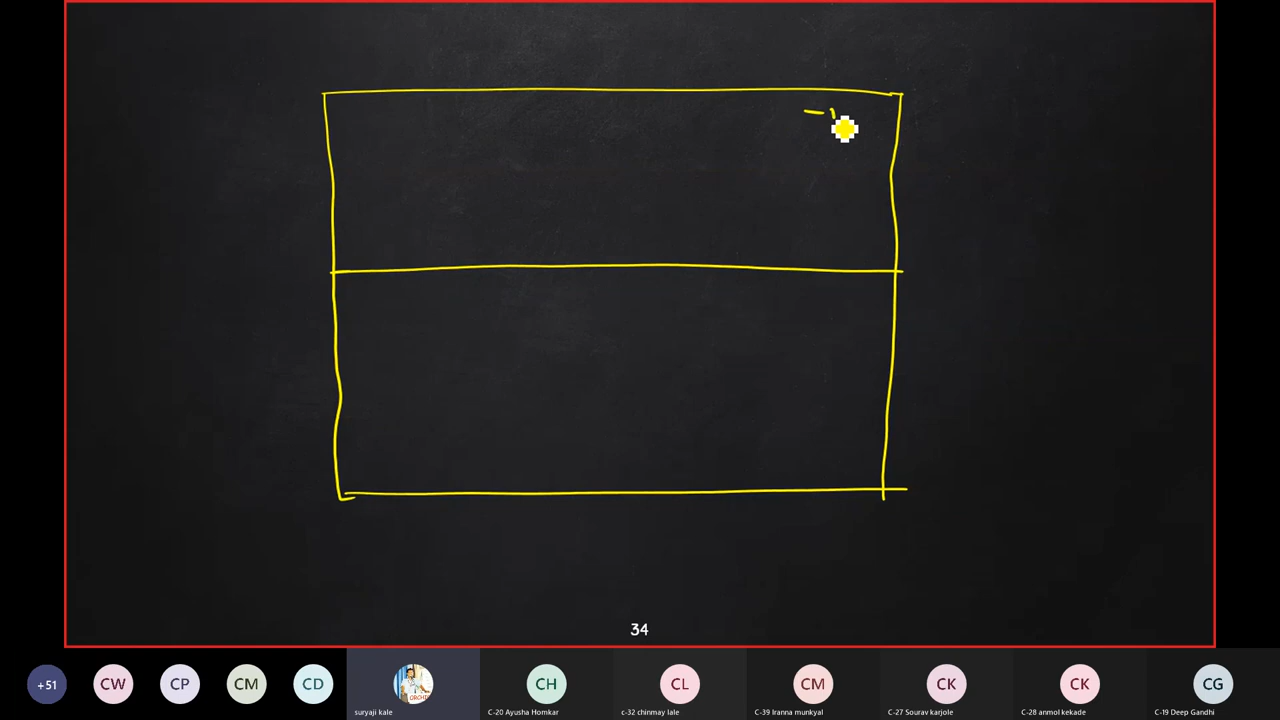 34
+51
CW
CP
CM
CD
suryaji kale
CH
C-20 Ayusha Homkar
CL
c-32 chinmay lale
CM
C-39 Iranna munkyal
CK
C-27 Sourav karjole
CK
C-28 anmol kekade
CG
C-19 Deep Gandhi